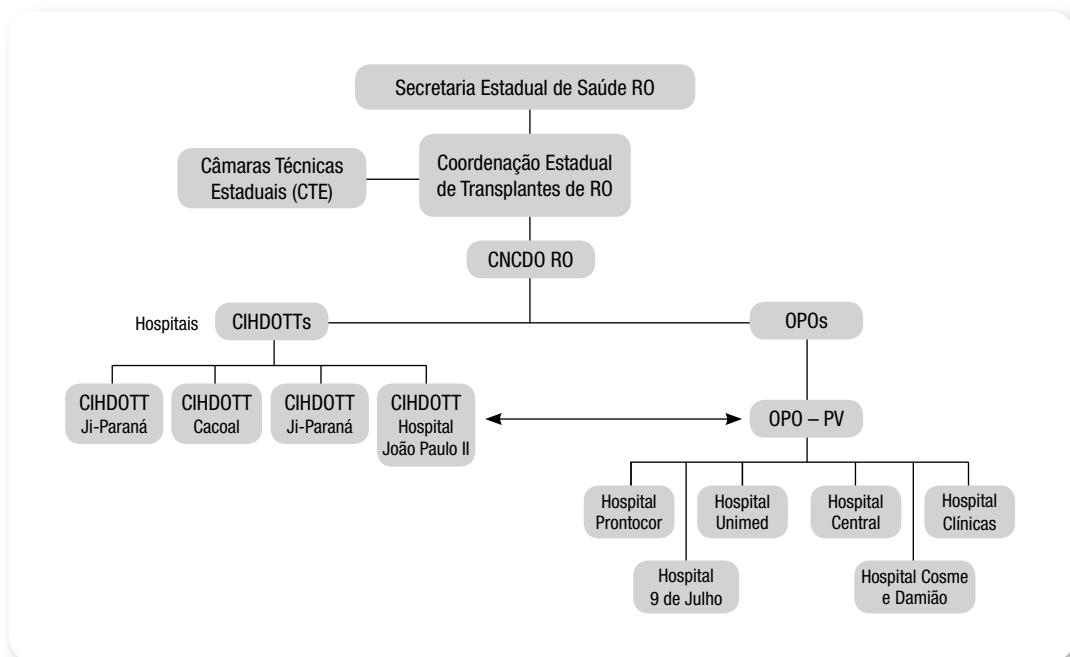 Secretaria Estadual de Saúde RO
Câmaras Técnicas
Estaduais (CTE)
Coordenação Estadual
de Transplantes de RO
CNCDO RO
Hospitais
CIHDOTTs
OPOs
CIHDOTT
Ji-Paraná
CIHDOTT
Cacoal
CIHDOTT
Ji-Paraná
CIHDOTT
Hospital
João Paulo II
OPO – PV
Hospital
Prontocor
Hospital
Unimed
Hospital
Central
Hospital
Clínicas
Hospital
9 de Julho
Hospital Cosme
e Damião